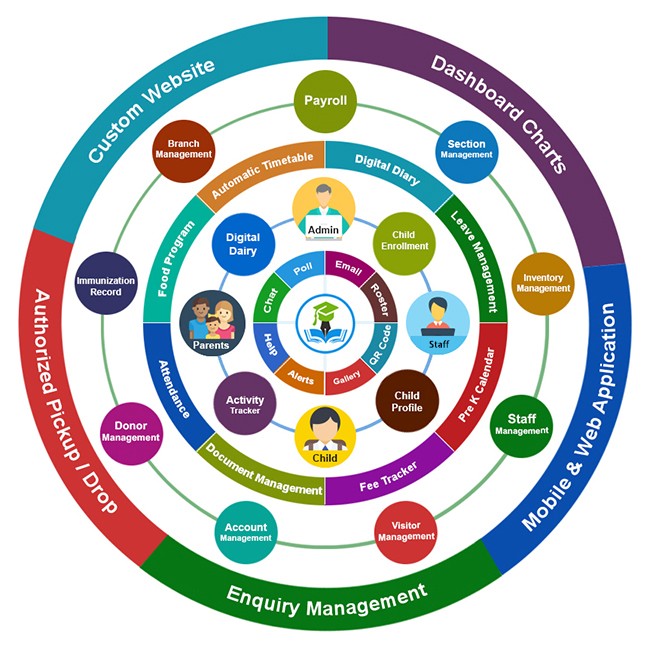 Custom Website
Dashboard Charts
Mobile & Web Application
Enquiry Management
Authorized Pickup / Drop
Payroll
Section
Management
Inventory
Management
Staff
Management
Visitor
Management
Account
Management
Donor
Management
Immunization
Record
Branch
Management
Automatic Timetable
Digital Diary
Leave Management
Pre K Calendar
Fee Tracker
Document Management
Attendance
Food Program
Admin
Child
Enrollment
Staff
Child
Profile
Child
Activity
Tracker
Parents
Digital
Dairy
Poll
Email
Roster
QR Code
Gallery
Alerts
Help
Chat